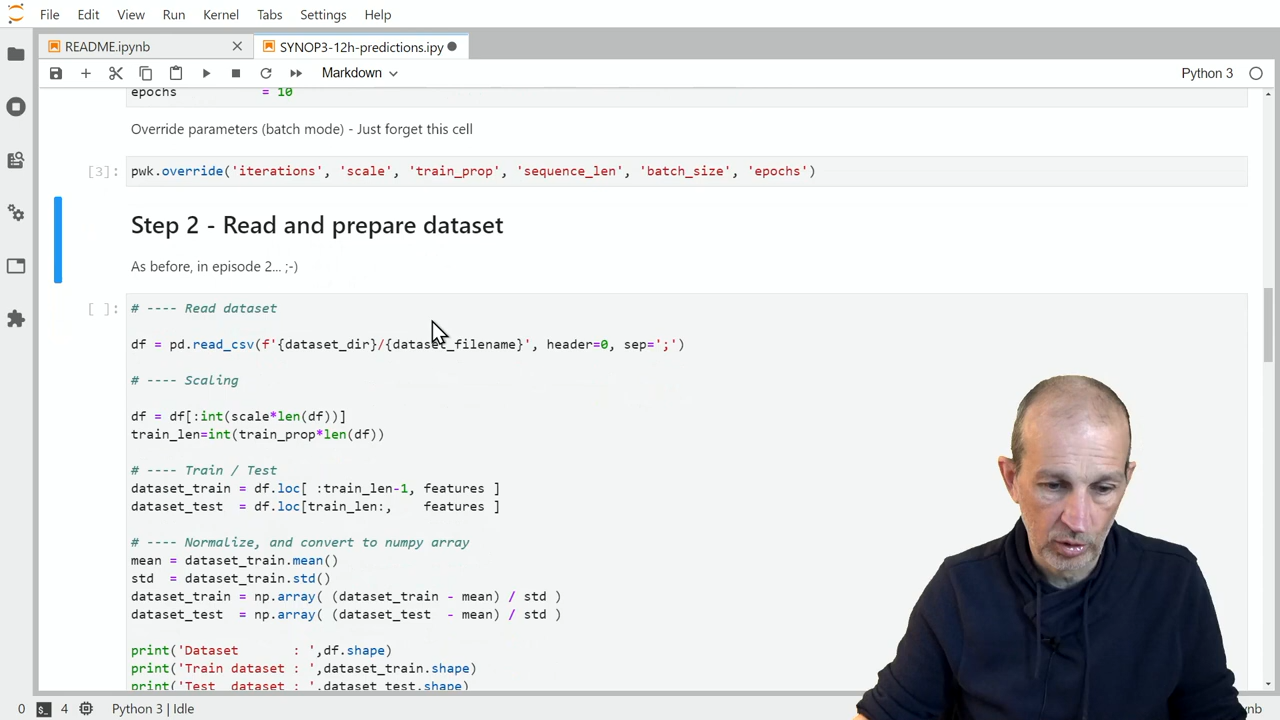 File Edit View Run Kernel Tabs Settings Help
README.ipynb SYNOP3-12h-predictions.ipy
Markdown Python 3
epochs = 10
Override parameters (batch mode) - Just forget this cell
[3]: pwk.override('iterations', 'scale', 'train_prop', 'sequence_len', 'batch_size', 'epochs')
Step 2 - Read and prepare dataset
As before, in episode 2... ;-)
[ ]: # ---- Read dataset
df = pd.read_csv(f'{dataset_dir}/{dataset_filename}', header=0, sep=';')
# ---- Scaling
df = df[:int(scale*len(df))]
train_len=int(train_prop*len(df))
# ---- Train / Test
dataset_train = df.loc[ :train_len-1, features ]
dataset_test  = df.loc[train_len:,    features ]
# ---- Normalize, and convert to numpy array
mean = dataset_train.mean()
std  = dataset_train.std()
dataset_train = np.array( (dataset_train - mean) / std )
dataset_test  = np.array( (dataset_test  - mean) / std )
print('Dataset       : ',df.shape)
print('Train dataset : ',dataset_train.shape)
print('Test  dataset : ',dataset_test.shape)
0 4 Python 3 | Idle nb